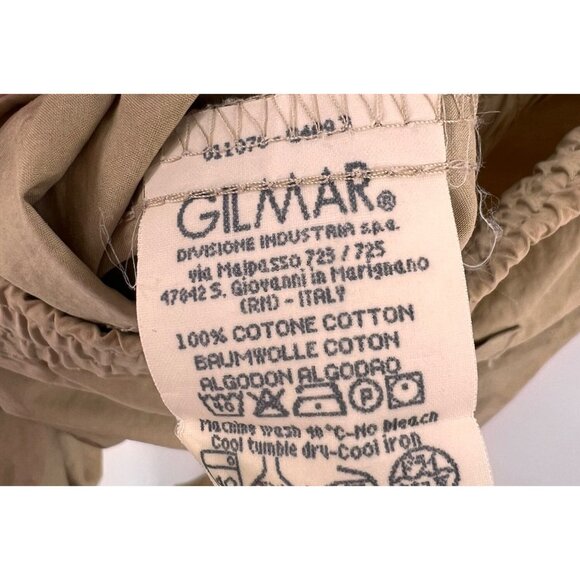 GILMAR®
DIVISIONE INDUSTRIA s.p.a.
via Malpasso 723 / 725
47842 S. Giovanni in Marignano
(RN) - ITALY
100% COTONE COTTON
BAUMWOLLE COTON
ALGODON ALGODAO
40 P
Machine wash 40 °C-No bleach
Cool tumble dry-Cool iron